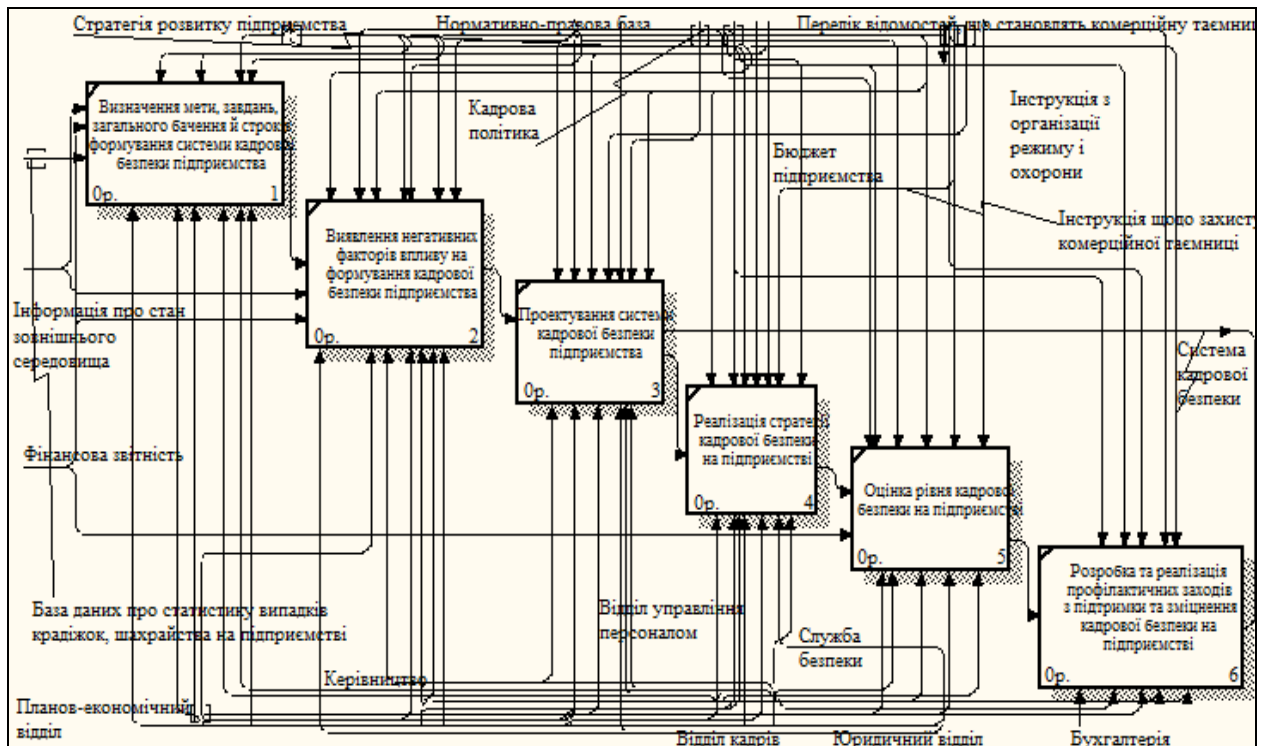 Стратегія розвитку підприємства
Нормативно-правова база
Перелік відомостей, що становлять комерційну таємни
Визначення мети, завдань,
загального бачення й строків
формування системи кадрової
безпеки підприємства
0р. 1
Кадрова
політика
Інструкція з
організації
режиму і
охорони
Бюджет
підприємства
Інструкція щодо захисту
комерційної таємниці
Виявлення негативних
факторів впливу на
формування кадрової
безпеки підприємства
0р. 2
Інформація про стан
зовнішнього
середовища
Проектування системи
кадрової безпеки
підприємства
0р. 3
Система
кадрової
безпеки
Реалізація стратегії
кадрової безпеки
на підприємстві
0р. 4
Фінансова звітність
Оцінка рівня кадрової
безпеки на підприємстві
0р. 5
Розробка та реалізація
профілактичних заходів
з підтримки та зміцнення
кадрової безпеки на
підприємстві
0р. 6
База даних про статистику випадків
крадіжок, шахрайства на підприємстві
Відділ управління
персоналом
Служба
безпеки
Керівництво
Планов-економічний
відділ
Відділ кадрів
Юридичний відділ
Бухгалтерія